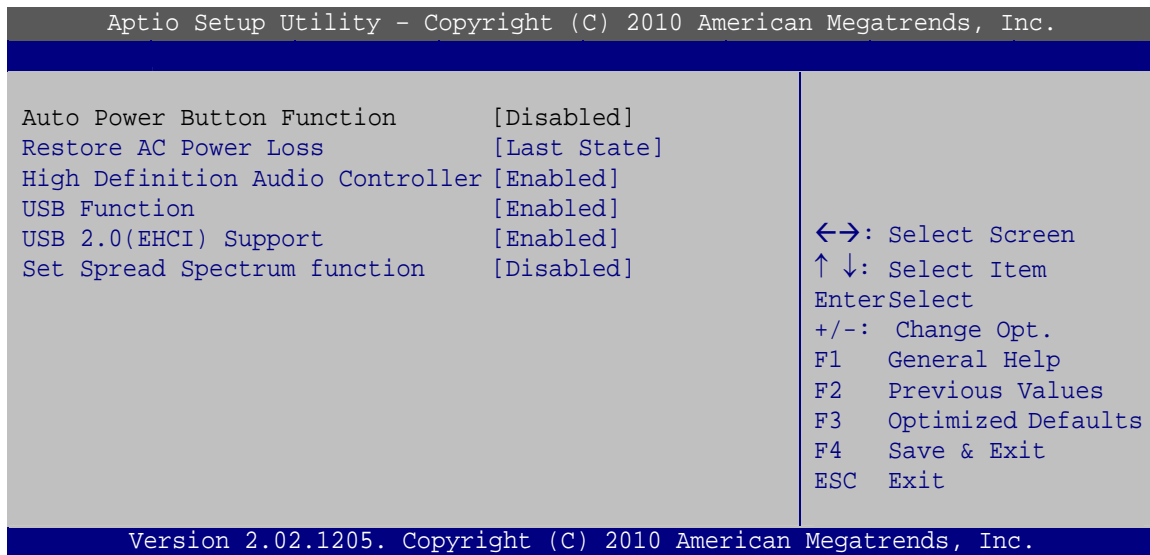 Aptio Setup Utility – Copyright (C) 2010 American Megatrends, Inc.
Auto Power Button Function [Disabled]
Restore AC Power Loss [Last State]
High Definition Audio Controller [Enabled]
USB Function [Enabled]
USB 2.0(EHCI) Support [Enabled]
Set Spread Spectrum function [Disabled]
←→: Select Screen
↑ ↓: Select Item
EnterSelect
+/-: Change Opt.
F1 General Help
F2 Previous Values
F3 Optimized Defaults
F4 Save & Exit
ESC Exit
Version 2.02.1205. Copyright (C) 2010 American Megatrends, Inc.